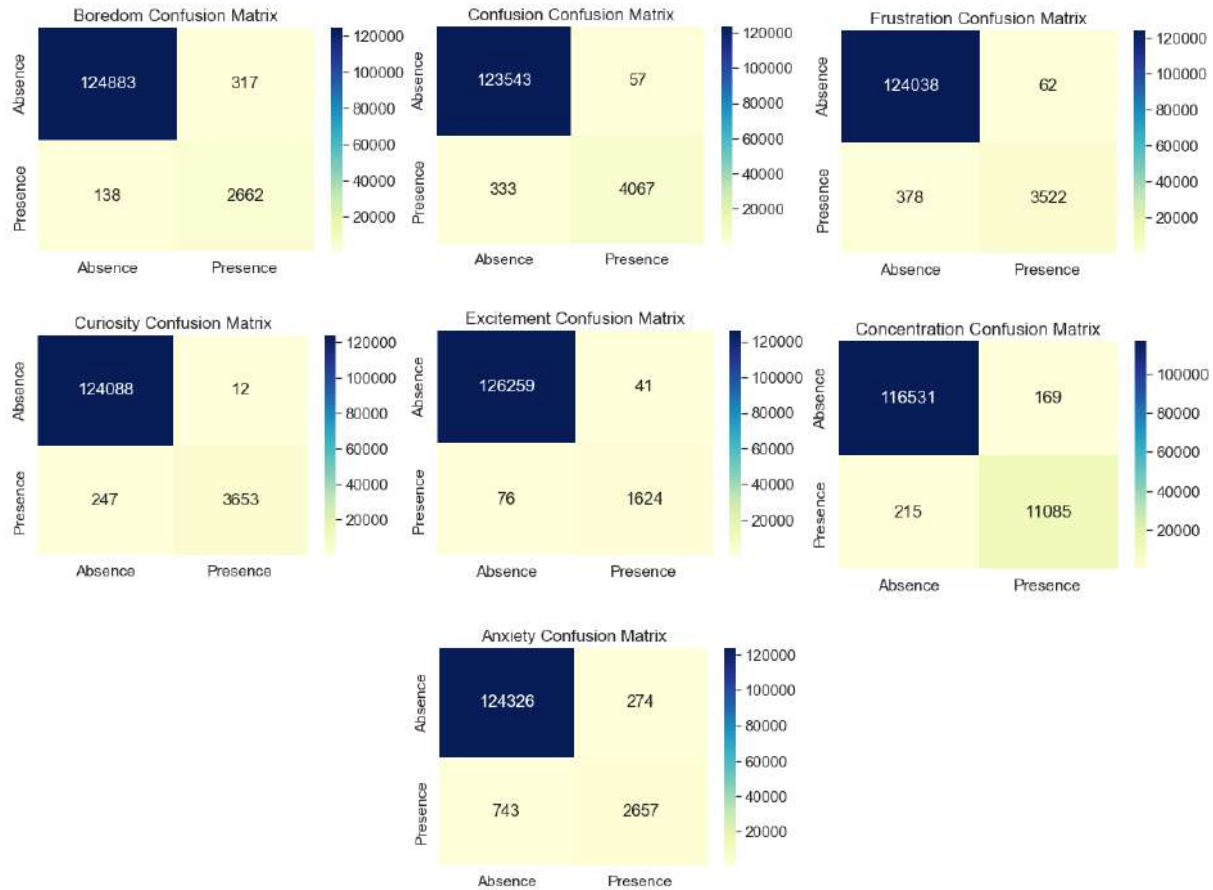 Boredom Confusion Matrix
Absence
Presence
124883 317
138 2662
Absence Presence
120000
100000
80000
60000
40000
20000
Confusion Confusion Matrix
Absence
Presence
123543 57
333 4067
Absence Presence
120000
100000
80000
60000
40000
20000
Frustration Confusion Matrix
Absence
Presence
124038 62
378 3522
Absence Presence
120000
100000
80000
60000
40000
20000
Curiosity Confusion Matrix
Absence
Presence
124088 12
247 3653
Absence Presence
120000
100000
80000
60000
40000
20000
Excitement Confusion Matrix
Absence
Presence
126259 41
76 1624
Absence Presence
120000
100000
80000
60000
40000
20000
Concentration Confusion Matrix
Absence
Presence
116531 169
215 11085
Absence Presence
100000
80000
60000
40000
20000
Anxiety Confusion Matrix
Absence
Presence
124326 274
743 2657
Absence Presence
120000
100000
80000
60000
40000
20000